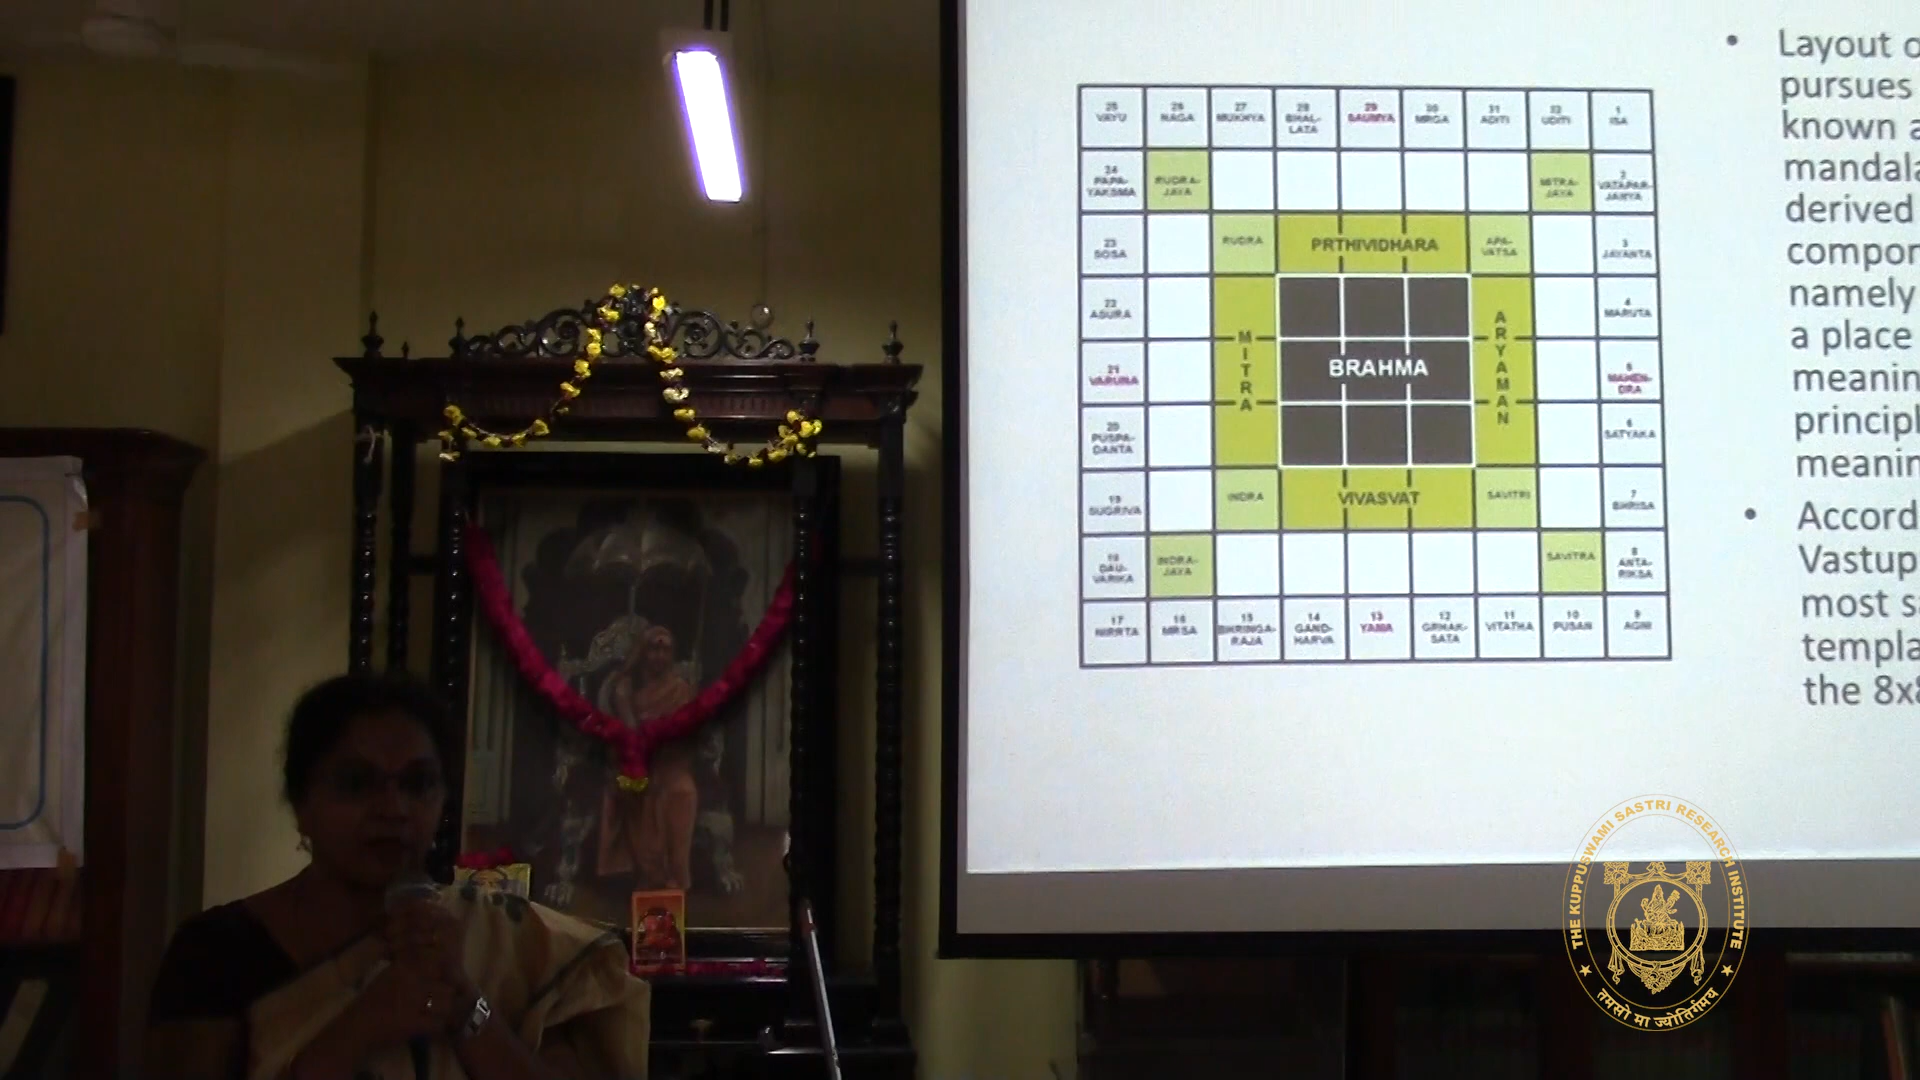 25 VAYU
26 NAGA
27 MUKHYA
28 BHAL-LATA
29 SAUMYA
30 MRGA
31 ADITI
32 UDITI
1 ISA
24 PAPA-YAKSMA
RUDRA-JAYA
MITRA-JAYA
2 VATAPAR-JANYA
23 SOSA
RUDRA
PRTHIVIDHARA
APA-VATSA
3 JAYANTA
22 ASURA
4 MARUTA
21 VARUNA
MITRA
BRAHMA
ARYAMAN
5 MAHEN-DRA
20 PUSPA-DANTA
6 SATYAKA
19 SUGRIVA
INDRA
VIVASVAT
SAVITRI
7 BHRISA
18 DAU-VARIKA
INDRA-JAYA
SAVITRA
8 ANTA-RIKSA
17 NIRRTA
16 MRSA
15 BHRINGA-RAJA
14 GAND-HARVA
13 YAMA
12 GRHAK-SATA
11 VITATHA
10 PUSAN
9 AGNI
• Layout o
pursues
known a
mandala
derived
compon
namely
a place
meanin
principl
meanin
• Accord
Vastup
most sa
templa
the 8x8
THE KUPPUSWAMI SASTRI RESEARCH INSTITUTE
तमसो मा ज्योतिर्गमय